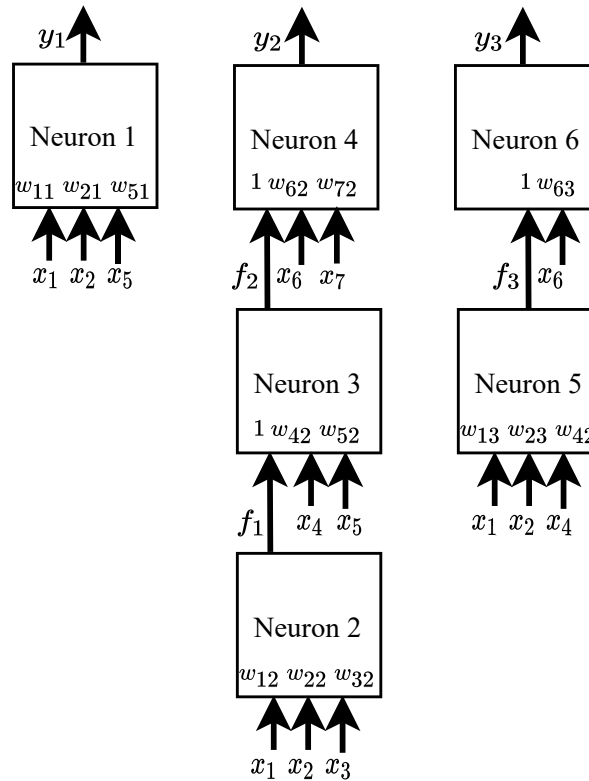 y₁ y₂ y₃
Neuron 1 Neuron 4 Neuron 6
w₁₁ w₂₁ w₅₁ 1 w₆₂ w₇₂ 1 w₆₃
x₁ x₂ x₅ f₂ x₆ x₇ f₃ x₆
Neuron 3 Neuron 5
1 w₄₂ w₅₂ w₁₃ w₂₃ w₄₂
f₁ x₄ x₅ x₁ x₂ x₄
Neuron 2
w₁₂ w₂₂ w₃₂
x₁ x₂ x₃